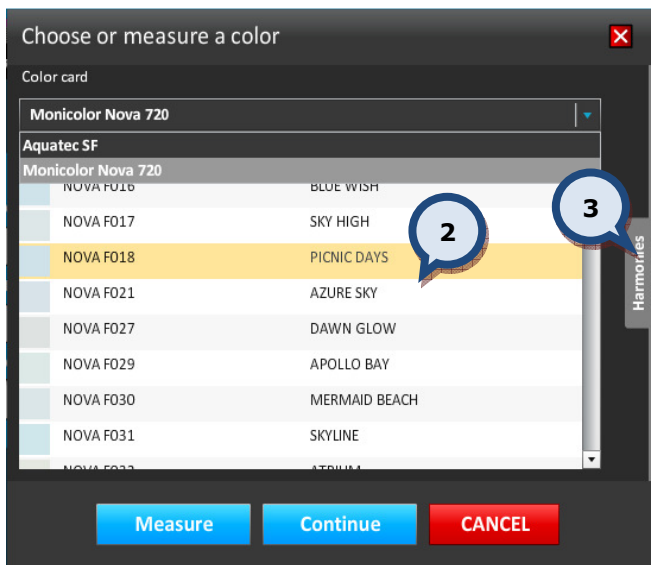 Choose or measure a color
Color card
Monicolor Nova 720
Aquatec SF
Monicolor Nova 720
NOVA F016 BLUE WISH
NOVA F017 SKY HIGH
2
3
NOVA F018 PICNIC DAYS
Harmonies
NOVA F021 AZURE SKY
NOVA F027 DAWN GLOW
NOVA F029 APOLLO BAY
NOVA F030 MERMAID BEACH
NOVA F031 SKYLINE
ATRIUM
Measure Continue CANCEL